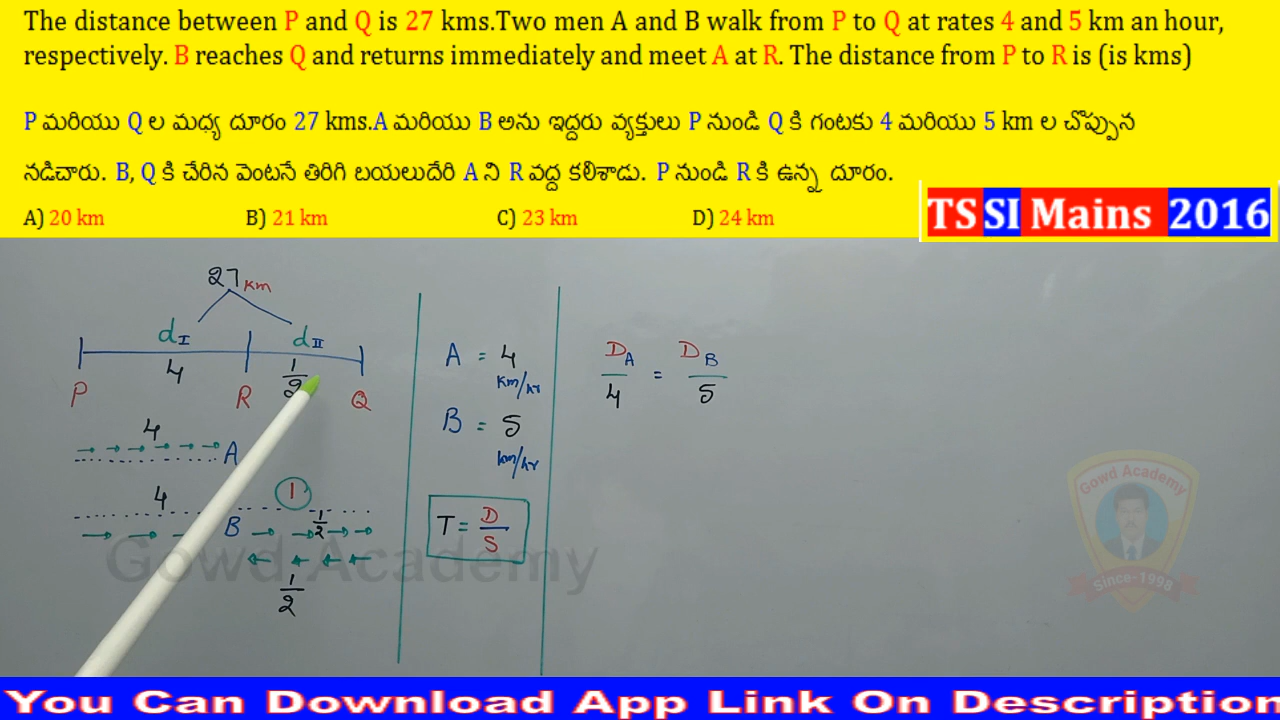 The distance between P and Q is 27 kms.Two men A and B walk from P to Q at rates 4 and 5 km an hour,
respectively. B reaches Q and returns immediately and meet A at R. The distance from P to R is (is kms)
P మరియు Q ల మధ్య దూరం 27 kms.A మరియు B అను ఇద్దరు వ్యక్తులు P నుండి Q కి గంటకు 4 మరియు 5 km ల చొప్పున
నడిచారు. B, Q కి చేరిన వెంటనే తిరిగి బయలుదేరి A ని R వద్ద కలిశాడు. P నుండి R కి ఉన్న దూరం.
A) 20 km B) 21 km C) 23 km D) 24 km
TS SI Mains 2016
27 Km
d I d II
4 1/2
P R Q
4
A
4 1
B 1/2
1/2
A = 4 km/hr
B = 5 km/hr
T = D/S
D A/4 = D B/5
Gowd Academy
Gowd Academy
Since-1998
You Can Download App Link On Description